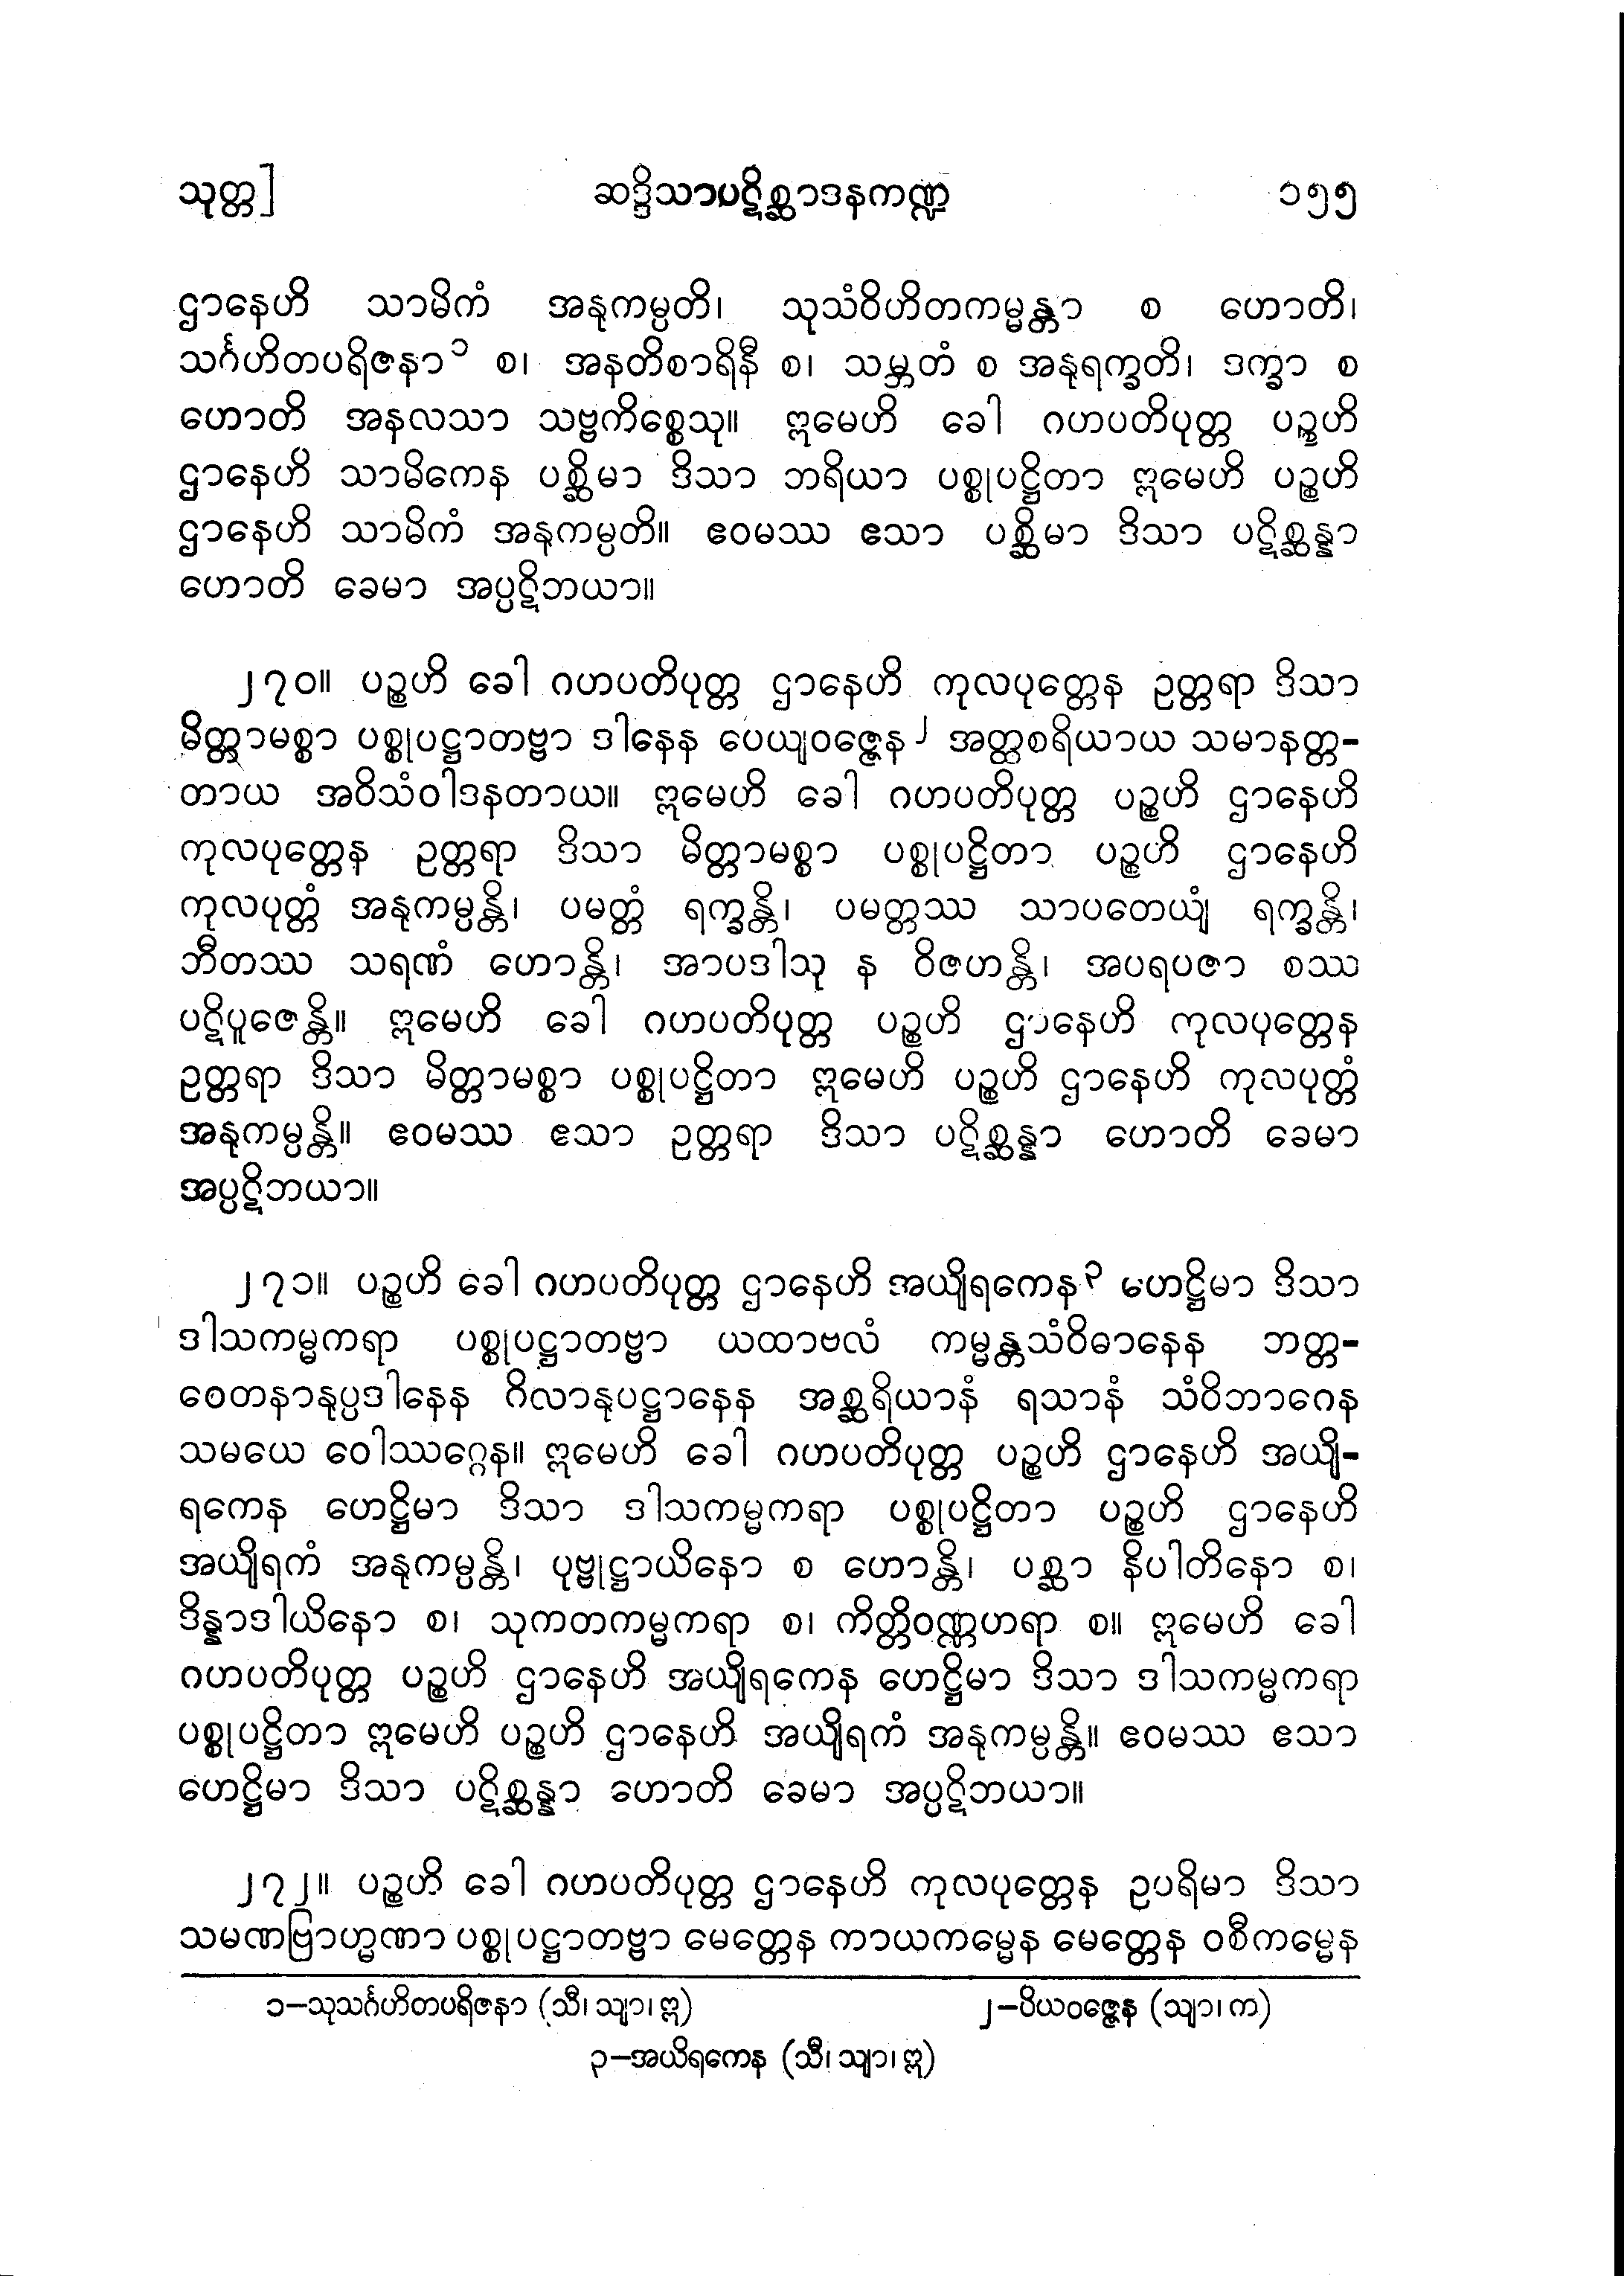 သုတ္တ] ဆဒ္ဒိသာပဋိစ္ဆာဒနကဏ္ဍ ၁၅၅
ဌာနေဟိ သာမိကံ အနုကမ္ပတိ၊ သုသံဝိဟိတကမ္မန္တာ စ ဟောတိ၊
သင်္ဂဟိတပရိဇနာ၁ စ၊ အနတိစာရိနီ စ၊ သမ္ဘတံ စ အနုရက္ခတိ၊ ဒက္ခာ စ
ဟောတိ အနလသာ သဗ္ဗကိစ္စေသု။ ဣမေဟိ ခေါ ဂဟပတိပုတ္တ ပဉ္စဟိ
ဌာနေဟိ သာမိကေန ပစ္ဆိမာ ဒိသာ ဘရိယာ ပစ္စုပဋ္ဌိတာ ဣမေဟိ ပဉ္စဟိ
ဌာနေဟိ သာမိကံ အနုကမ္ပတိ။ ဧဝမဿ ဧသာ ပစ္ဆိမာ ဒိသာ ပဋိစ္ဆန္နာ
ဟောတိ ခေမာ အပ္ပဋိဘယာ။
၂၇၀။ ပဉ္စဟိ ခေါ ဂဟပတိပုတ္တ ဌာနေဟိ ကုလပုတ္တေန ဥတ္တရာ ဒိသာ
မိတ္တာမစ္စာ ပစ္စုပဋ္ဌာတဗ္ဗာ ဒါနေန ပေယျဝဇ္ဇေန၂ အတ္ထစရိယာယ သမာနတ္တ-
တာယ အဝိသံဝါဒနတာယ။ ဣမေဟိ ခေါ ဂဟပတိပုတ္တ ပဉ္စဟိ ဌာနေဟိ
ကုလပုတ္တေန ဥတ္တရာ ဒိသာ မိတ္တာမစ္စာ ပစ္စုပဋ္ဌိတာ ပဉ္စဟိ ဌာနေဟိ
ကုလပုတ္တံ အနုကမ္ပန္တိ၊ ပမတ္တံ ရက္ခန္တိ၊ ပမတ္တဿ သာပတေယျံ ရက္ခန္တိ၊
ဘီတဿ သရဏံ ဟောန္တိ၊ အာပဒါသု န ဝိဇဟန္တိ၊ အပရပဇာ စဿ
ပဋိပူဇေန္တိ။ ဣမေဟိ ခေါ ဂဟပတိပုတ္တ ပဉ္စဟိ ဌာနေဟိ ကုလပုတ္တေန
ဥတ္တရာ ဒိသာ မိတ္တာမစ္စာ ပစ္စုပဋ္ဌိတာ ဣမေဟိ ပဉ္စဟိ ဌာနေဟိ ကုလပုတ္တံ
အနုကမ္ပန္တိ။ ဧဝမဿ ဧသာ ဥတ္တရာ ဒိသာ ပဋိစ္ဆန္နာ ဟောတိ ခေမာ
အပ္ပဋိဘယာ။
၂၇၁။ ပဉ္စဟိ ခေါ ဂဟပတိပုတ္တ ဌာနေဟိ အယျိရကေန၃ ဟေဋ္ဌိမာ ဒိသာ
ဒါသကမ္မကရာ ပစ္စုပဋ္ဌာတဗ္ဗာ ယထာဗလံ ကမ္မန္တသံဝိဓာနေန ဘတ္တ-
ဝေတနာနုပ္ပဒါနေန ဂိလာနုပဋ္ဌာနေန အစ္ဆရိယာနံ ရသာနံ သံဝိဘာဂေန
သမယေ ဝေါဿဂ္ဂေန။ ဣမေဟိ ခေါ ဂဟပတိပုတ္တ ပဉ္စဟိ ဌာနေဟိ အယျိ-
ရကေန ဟေဋ္ဌိမာ ဒိသာ ဒါသကမ္မကရာ ပစ္စုပဋ္ဌိတာ ပဉ္စဟိ ဌာနေဟိ
အယျိရကံ အနုကမ္ပန္တိ၊ ပုဗ္ဗုဋ္ဌာယိနော စ ဟောန္တိ၊ ပစ္ဆာ နိပါတိနော စ၊
ဒိန္နာဒါယိနော စ၊ သုကတကမ္မကရာ စ၊ ကိတ္တိဝဏ္ဏဟရာ စ။ ဣမေဟိ ခေါ
ဂဟပတိပုတ္တ ပဉ္စဟိ ဌာနေဟိ အယျိရကေန ဟေဋ္ဌိမာ ဒိသာ ဒါသကမ္မကရာ
ပစ္စုပဋ္ဌိတာ ဣမေဟိ ပဉ္စဟိ ဌာနေဟိ အယျိရကံ အနုကမ္ပန္တိ။ ဧဝမဿ ဧသာ
ဟေဋ္ဌိမာ ဒိသာ ပဋိစ္ဆန္နာ ဟောတိ ခေမာ အပ္ပဋိဘယာ။
၂၇၂။ ပဉ္စဟိ ခေါ ဂဟပတိပုတ္တ ဌာနေဟိ ကုလပုတ္တေန ဥပရိမာ ဒိသာ
သမဏဗြာဟ္မဏာ ပစ္စုပဋ္ဌာတဗ္ဗာ မေတ္တေန ကာယကမ္မေန မေတ္တေန ဝစီကမ္မေန
၁-သုသင်္ဂဟိတပရိဇနာ (သီ၊ သျာ၊ ဣ) ၂-ပိယဝဇ္ဇေန (သျာ၊ က)
၃-အယိရကေန (သီ၊ သျာ၊ ဣ)